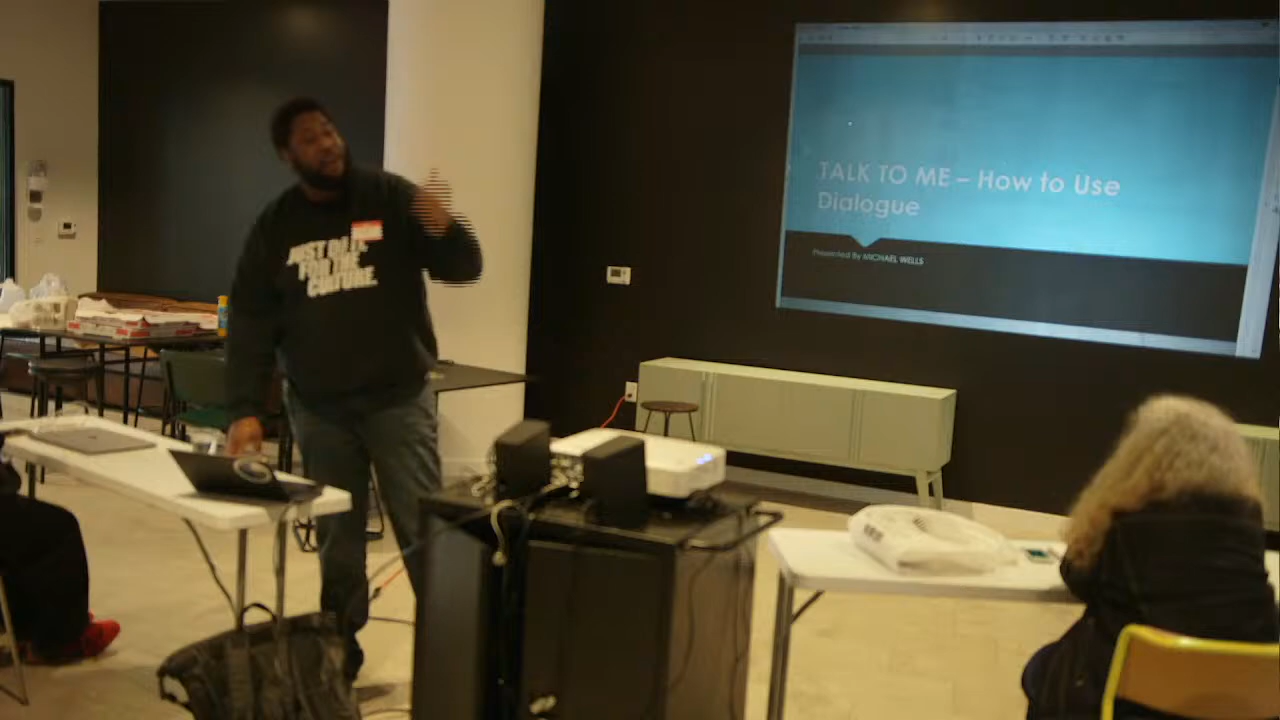 TALK TO ME – How to Use
Dialogue
Presented By MICHAEL WELLS
JUST DO IT
FOR THE
CULTURE.